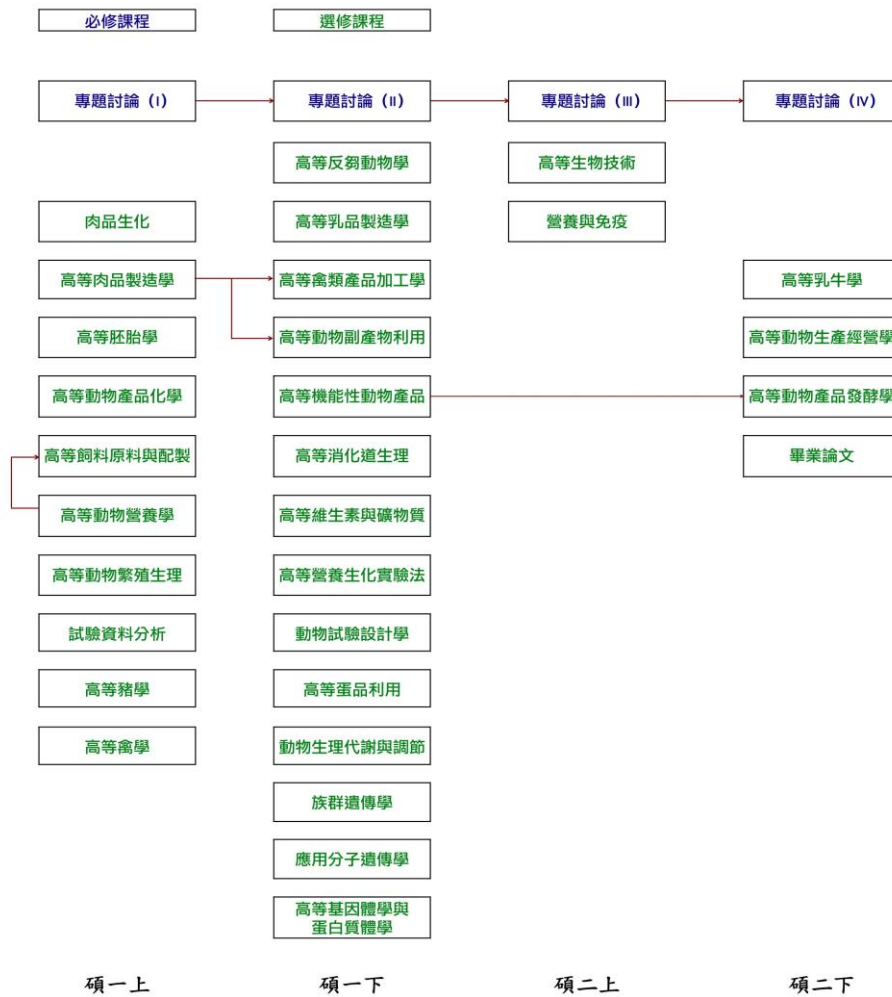 必修課程
選修課程
專題討論（I）
專題討論（II）
專題討論（III）
專題討論（IV）
高等反芻動物學
高等生物技術
肉品生化
高等乳品製造學
營養與免疫
高等肉品製造學
高等禽類產品加工學
高等乳牛學
高等胚胎學
高等動物副產物利用
高等動物生產經營學
高等動物產品化學
高等機能性動物產品
高等動物產品發酵學
高等飼料原料與配製
高等消化道生理
畢業論文
高等動物營養學
高等維生素與礦物質
高等動物繁殖生理
高等營養生化實驗法
試驗資料分析
動物試驗設計學
高等豬學
高等蛋品利用
高等禽學
動物生理代謝與調節
族群遺傳學
應用分子遺傳學
高等基因體學與
蛋白質體學
碩一上
碩一下
碩二上
碩二下